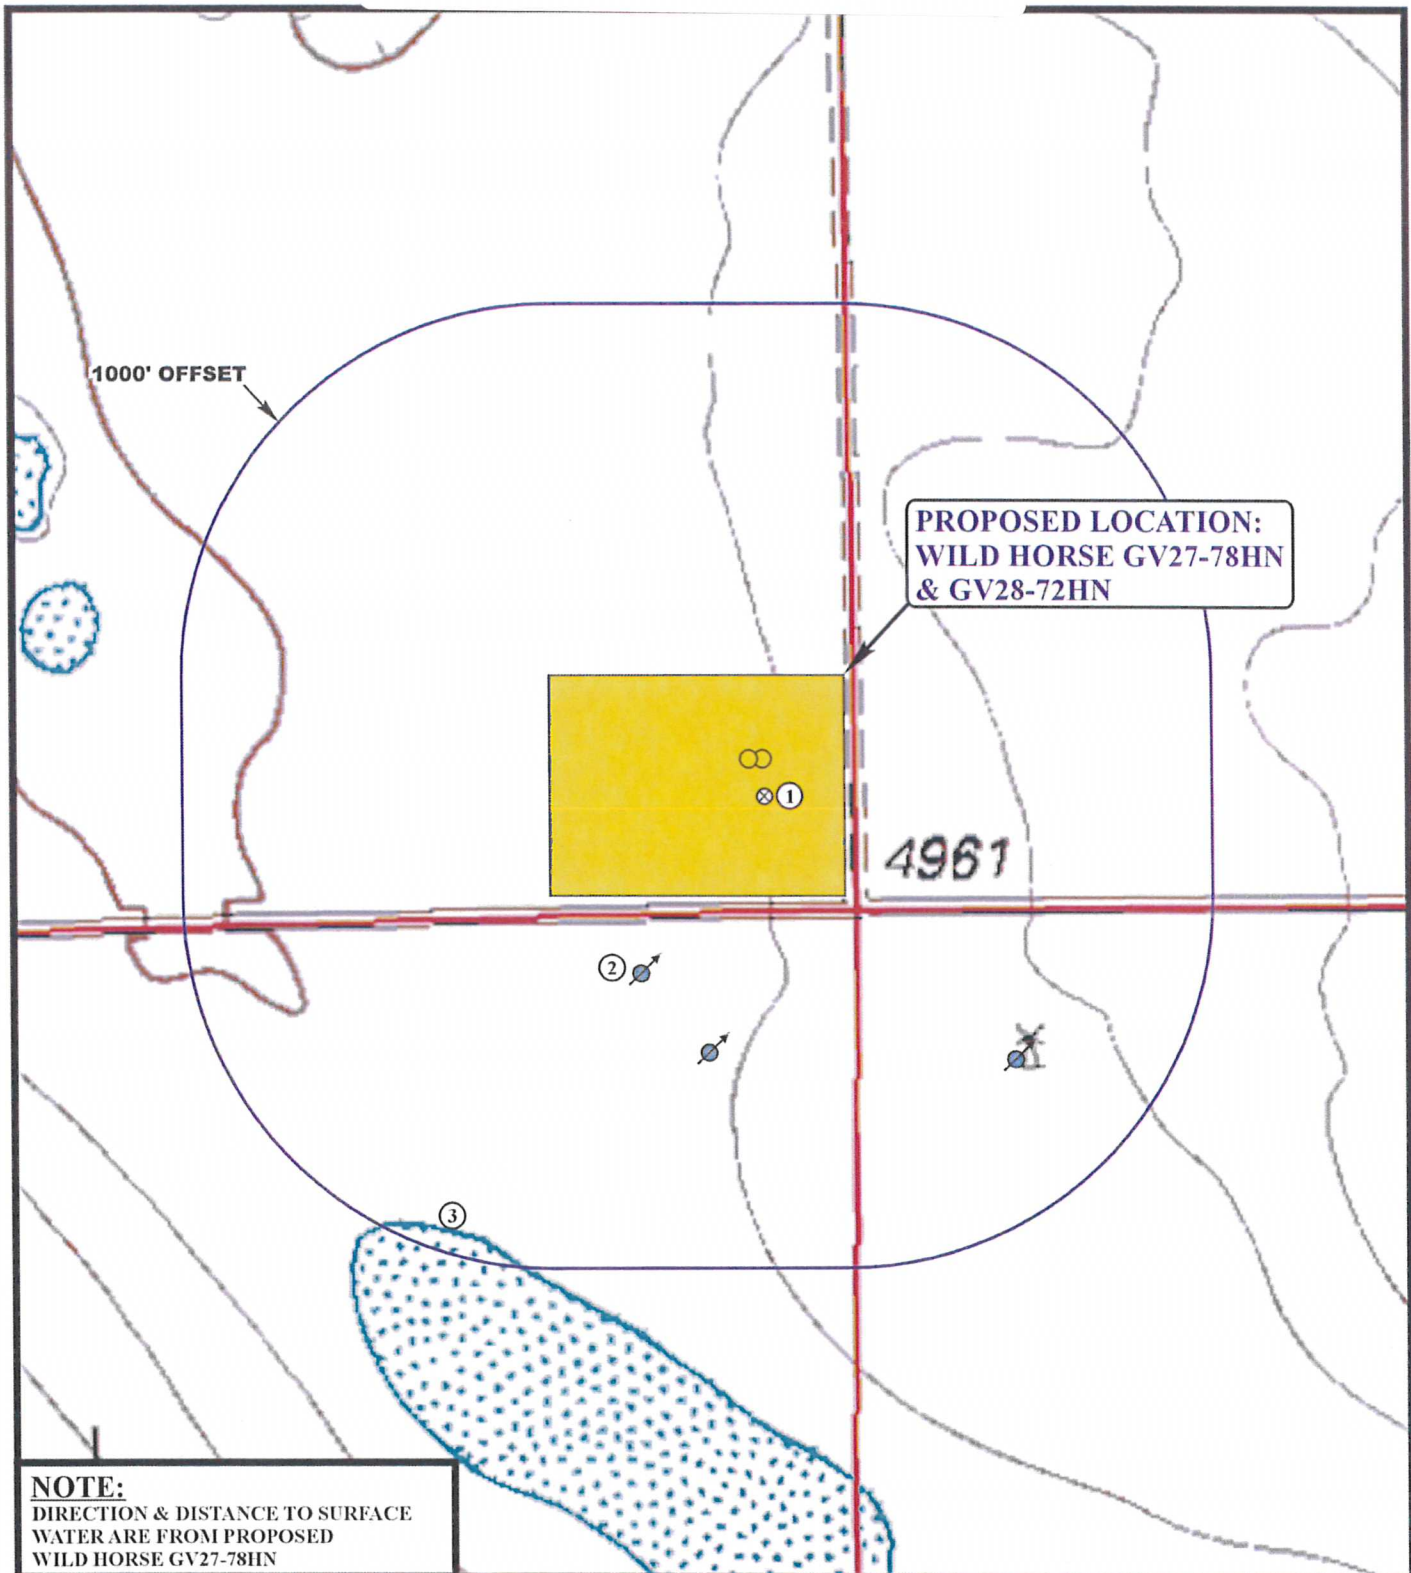 1000' OFFSET
PROPOSED LOCATION:
WILD HORSE GV27-78HN
& GV28-72HN
1
4961
2
3
NOTE:
DIRECTION & DISTANCE TO SURFACE
WATER ARE FROM PROPOSED
WILD HORSE GV27-78HN